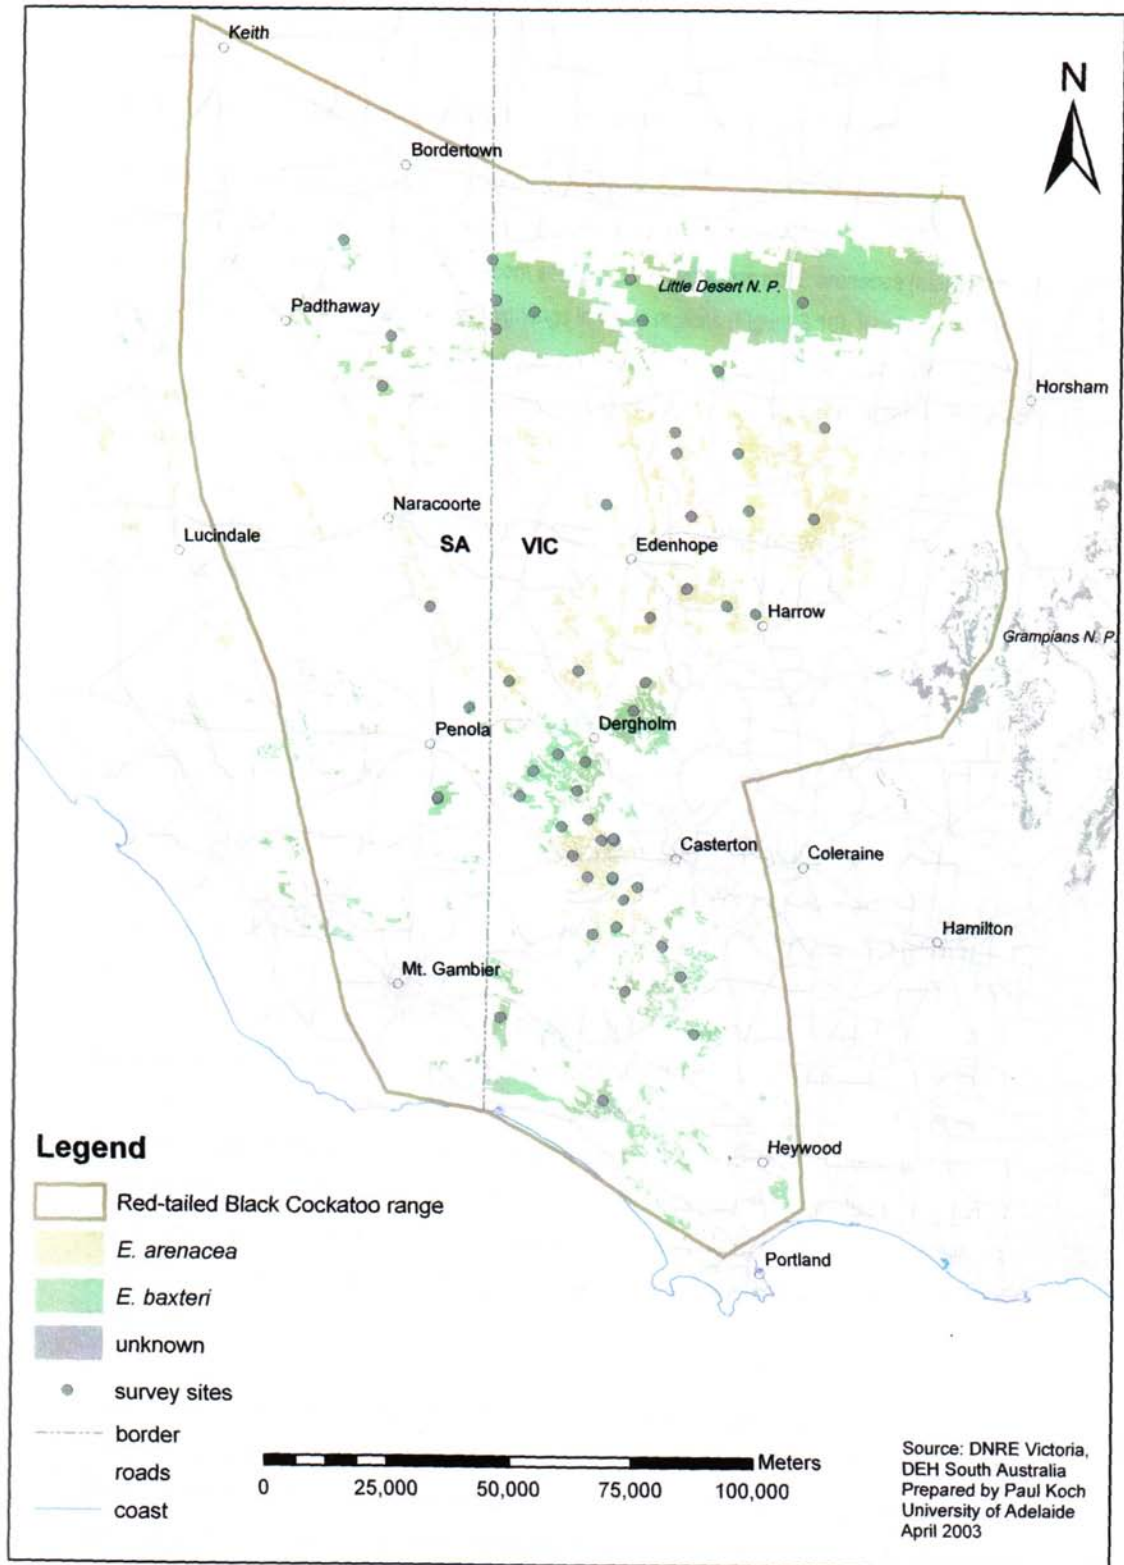 Keith
N
Bordertown
Little Desert N. P.
Padthaway
Horsham
Naracoorte
Lucindale
SA
VIC
Edenhope
Harrow
Grampians N. P.
Dergholm
Penola
Casterton
Coleraine
Hamilton
Mt. Gambier
Heywood
Portland
Legend
Red-tailed Black Cockatoo range
E. arenacea
E. baxteri
unknown
survey sites
border
roads
coast
Meters
0 25,000 50,000 75,000 100,000
Source: DNRE Victoria,
DEH South Australia
Prepared by Paul Koch
University of Adelaide
April 2003